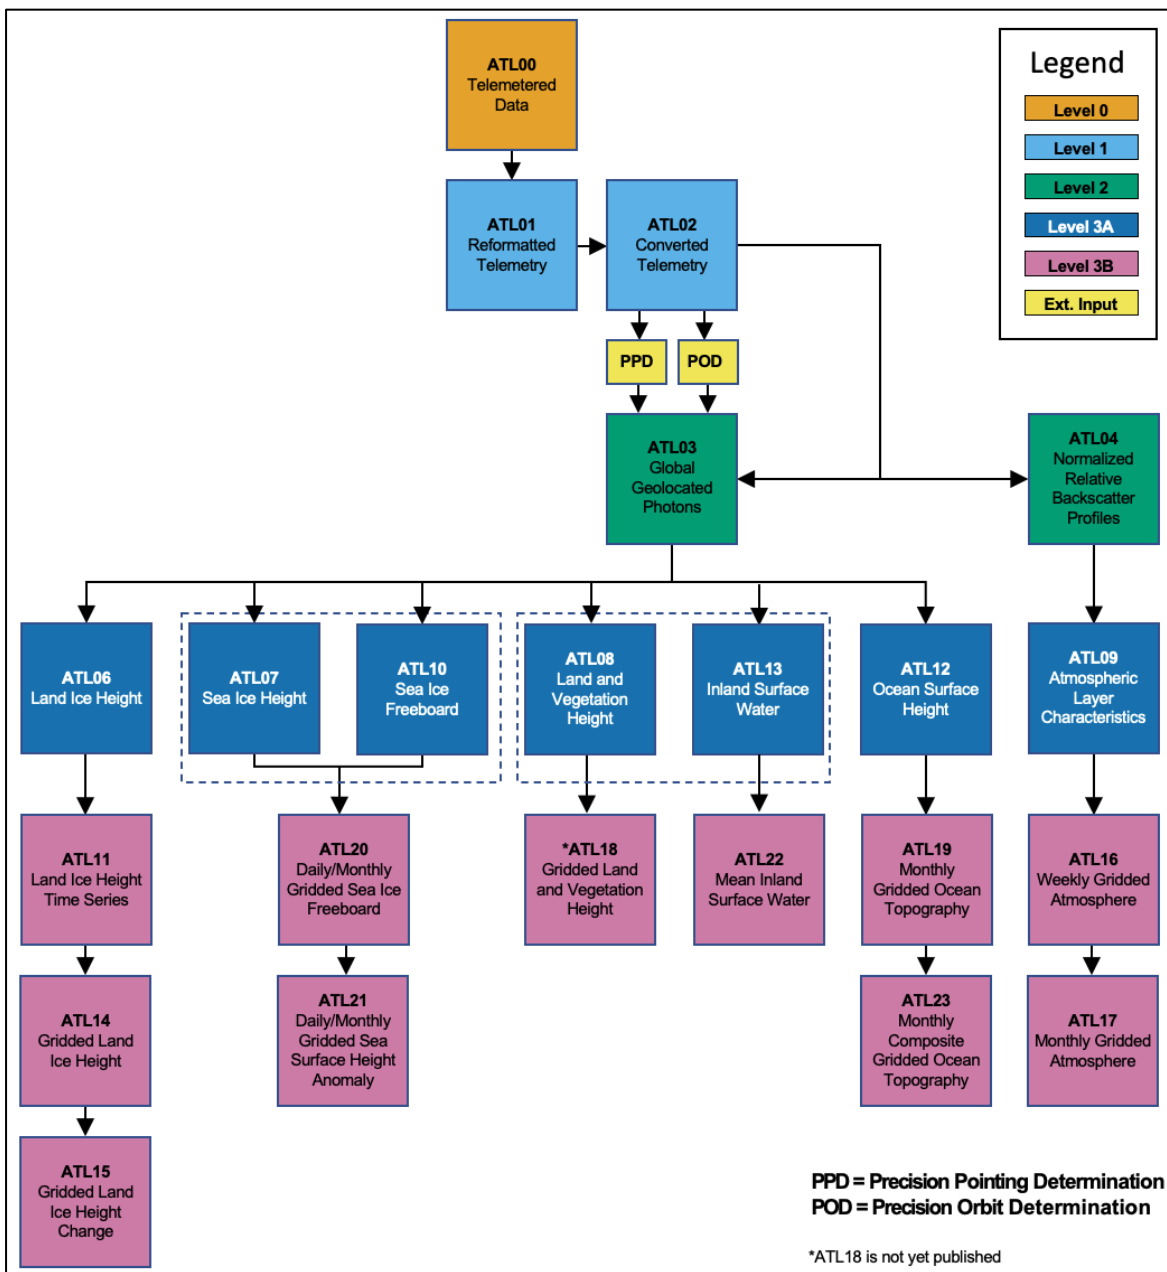 ATL00
Telemetered
Data
Legend
Level 0
Level 1
Level 2
Level 3A
Level 3B
Ext. Input
ATL01
Reformatted
Telemetry
ATL02
Converted
Telemetry
PPD
POD
ATL03
Global
Geolocated
Photons
ATL04
Normalized
Relative
Backscatter
Profiles
ATL06
Land Ice Height
ATL07
Sea Ice Height
ATL10
Sea Ice
Freeboard
ATL08
Land and
Vegetation
Height
ATL13
Inland Surface
Water
ATL12
Ocean Surface
Height
ATL09
Atmospheric
Layer
Characteristics
ATL11
Land Ice Height
Time Series
ATL20
Daily/Monthly
Gridded Sea Ice
Freeboard
*ATL18
Gridded Land
and Vegetation
Height
ATL22
Mean Inland
Surface Water
ATL19
Monthly
Gridded Ocean
Topography
ATL16
Weekly Gridded
Atmosphere
ATL14
Gridded Land
Ice Height
ATL21
Daily/Monthly
Gridded Sea
Surface Height
Anomaly
ATL23
Monthly
Composite
Gridded Ocean
Topography
ATL17
Monthly Gridded
Atmosphere
ATL15
Gridded Land
Ice Height
Change
PPD = Precision Pointing Determination
POD = Precision Orbit Determination
*ATL18 is not yet published